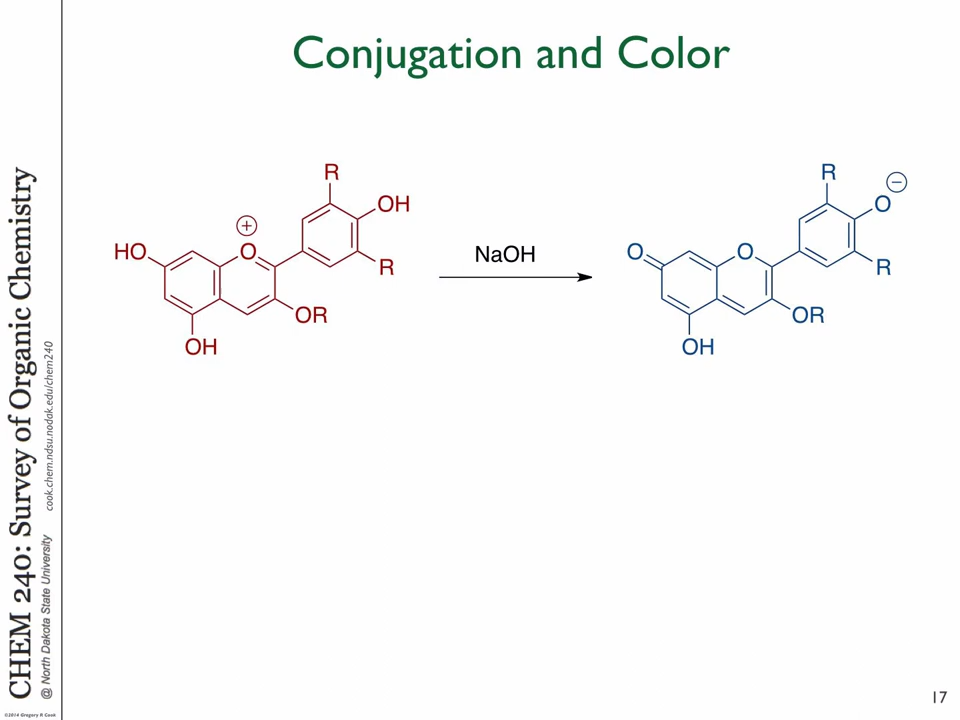 Conjugation and Color
R
OH
HO
O
+
R
OR
OH
NaOH
R
O
−
O
O
R
OR
OH
CHEM 240: Survey of Organic Chemistry
@ North Dakota State University cook.chem.ndsu.nodak.edu/chem240
©2014 Gregory R Cook
17